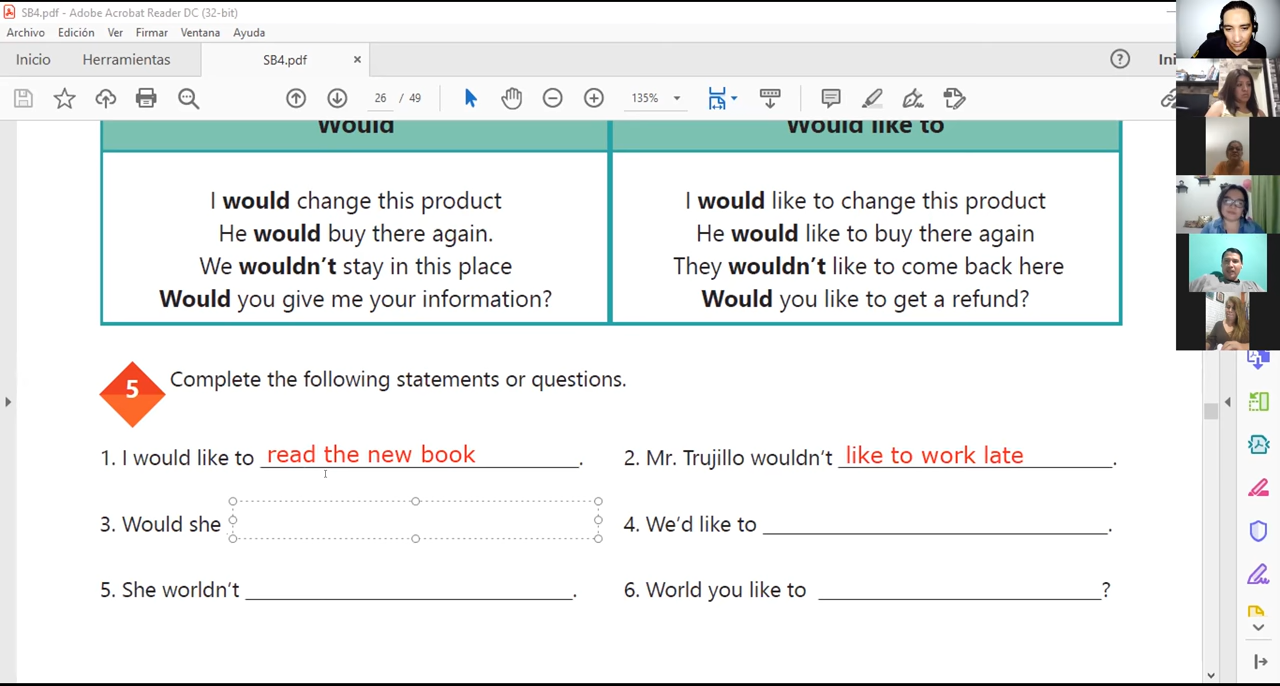 SB4.pdf - Adobe Acrobat Reader DC (32-bit)
Archivo Edición Ver Firmar Ventana Ayuda
Inicio Herramientas SB4.pdf × Ini
26 / 49 135%
Would Would like to
I would change this product
He would buy there again.
We wouldn't stay in this place
Would you give me your information?
I would like to change this product
He would like to buy there again
They wouldn't like to come back here
Would you like to get a refund?
5 Complete the following statements or questions.
1. I would like to read the new book. 2. Mr. Trujillo wouldn't like to work late.
3. Would she 4. We'd like to ______.
5. She worldn't ______. 6. World you like to ______?